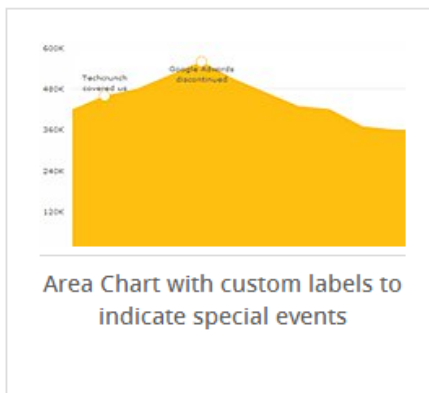 600K
Techcrunch
covered us
Google Adwords
discontinued
480K
360K
240K
120K
Area Chart with custom labels to
indicate special events